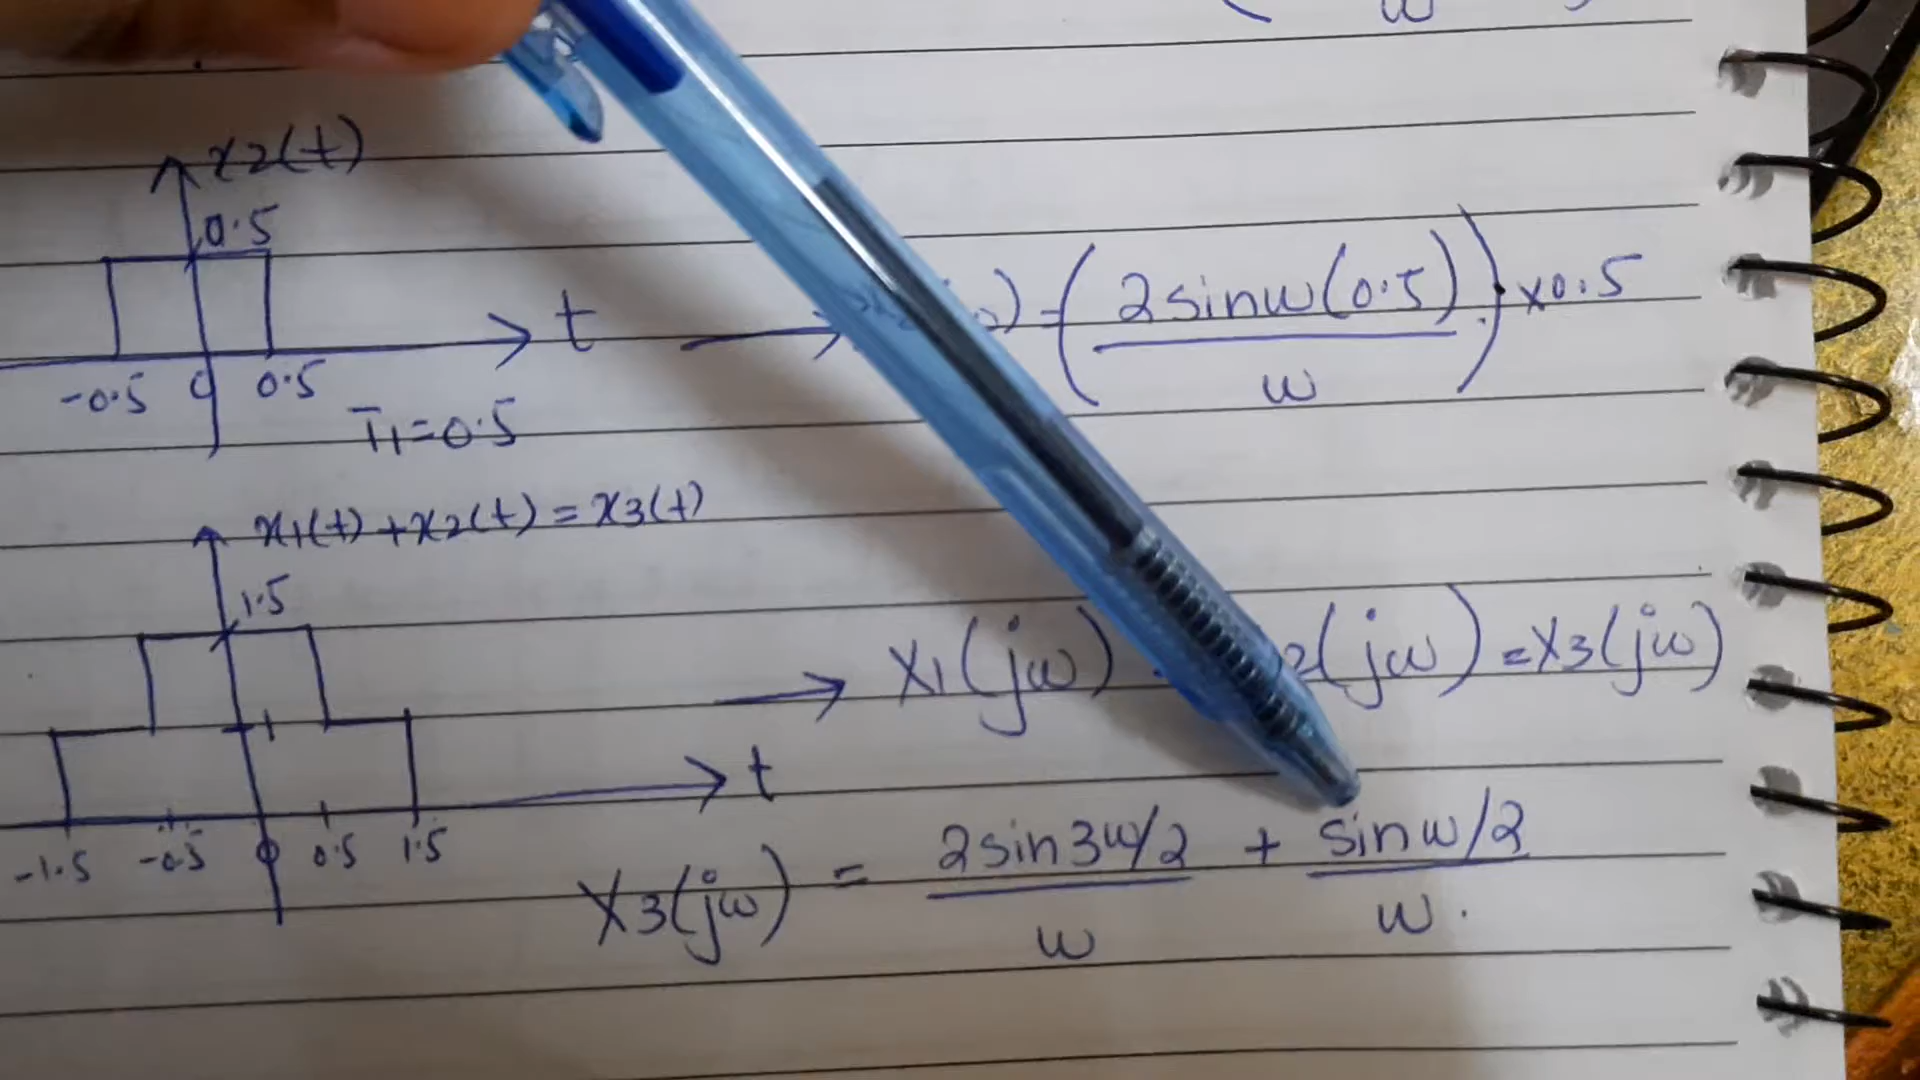 x2(t)
0.5
-0.5 0 0.5 t
T1=0.5
=(2sinω(0.5)/ω)×0.5
x1(t)+x2(t)=x3(t)
1.5
1
-1.5 -0.5 0 0.5 1.5 t
X1(jω) 2(jω)=X3(jω)
X3(jω) = 2sin3ω/2 / ω + sinω/2 / ω.